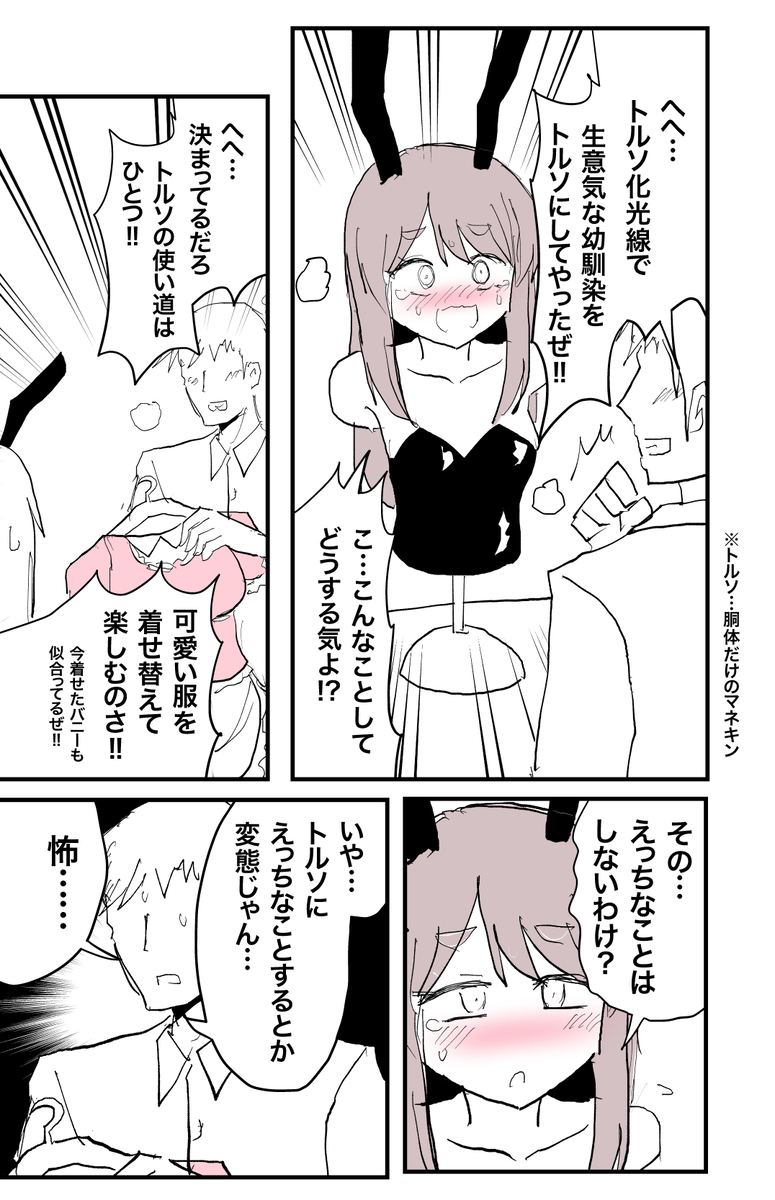 へへ…
トルソ化光線で
生意気な幼馴染を
トルソにしてやったぜ!!
こ…こんなことして
どうする気よ!?
※トルソ…胴体だけのマネキン
へへ…
決まってるだろ
トルソの使い道は
ひとつ!!
可愛い服を
着せ替えて
楽しむのさ!!
今着せたバニーも
似合ってるぜ!!
その…
えっちなことは
しないわけ?
いや…
トルソに
えっちなことするとか
変態じゃん…
怖……